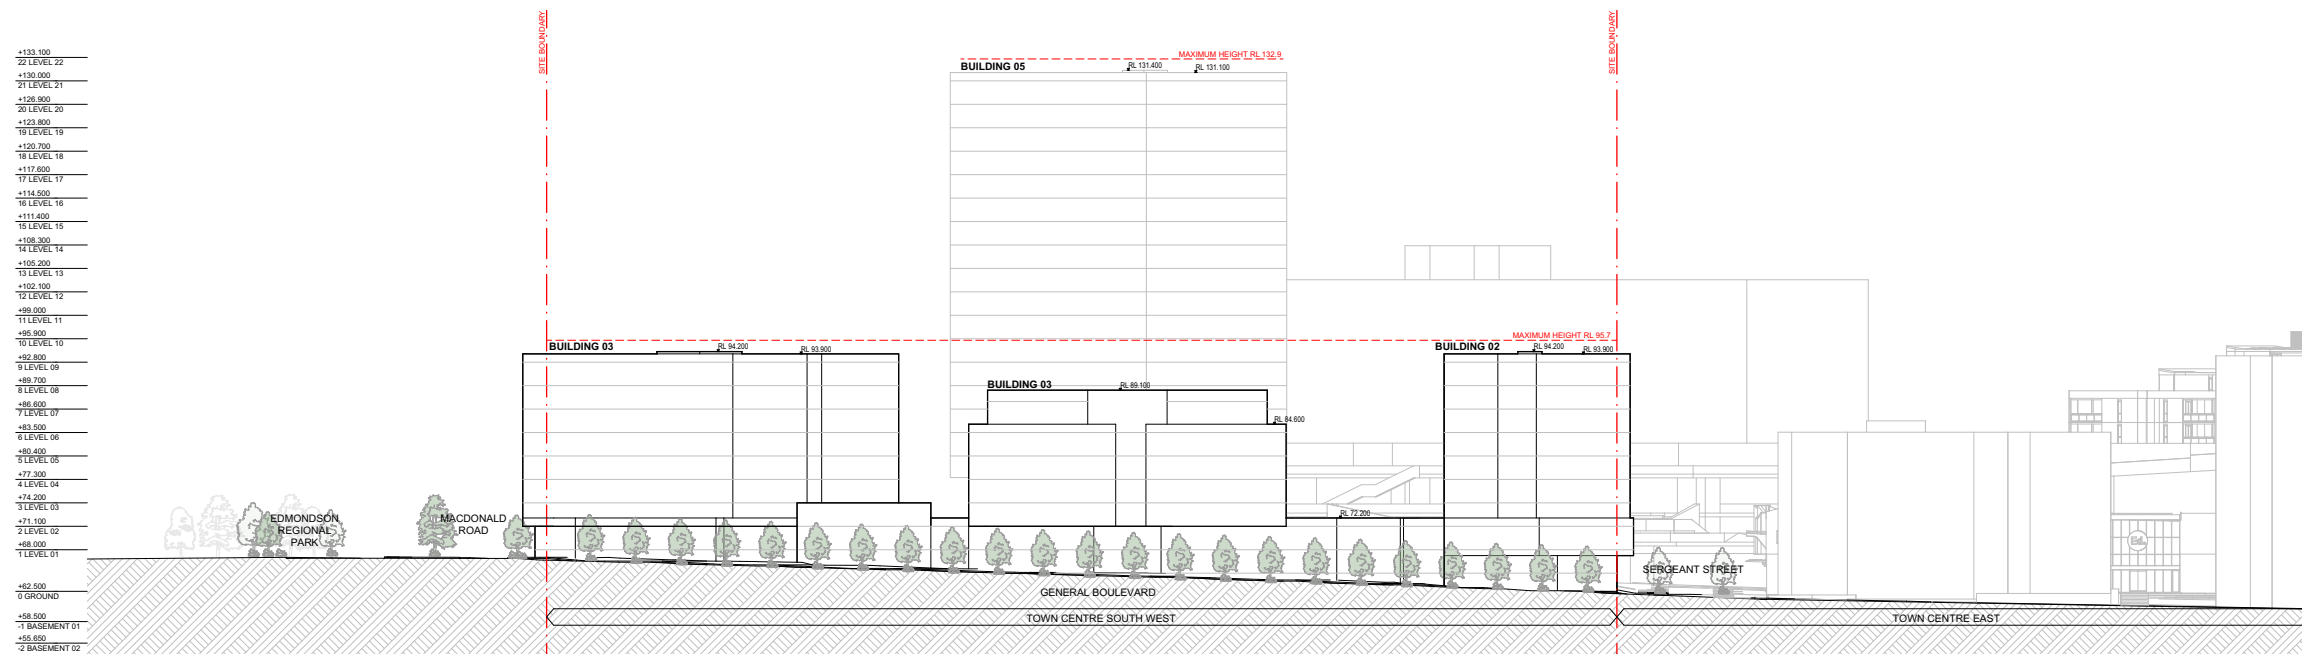 SITE BOUNDARY
SITE BOUNDARY
+133.100
22 LEVEL 22
+130.000
21 LEVEL 21
+126.900
20 LEVEL 20
+123.800
19 LEVEL 19
+120.700
18 LEVEL 18
+117.600
17 LEVEL 17
+114.500
16 LEVEL 16
+111.400
15 LEVEL 15
+108.300
14 LEVEL 14
+105.200
13 LEVEL 13
+102.100
12 LEVEL 12
+99.000
11 LEVEL 11
+95.900
10 LEVEL 10
+92.800
9 LEVEL 09
+89.700
8 LEVEL 08
+86.600
7 LEVEL 07
+83.500
6 LEVEL 06
+80.400
5 LEVEL 05
+77.300
4 LEVEL 04
+74.200
3 LEVEL 03
+71.100
2 LEVEL 02
+68.000
1 LEVEL 01
+62.500
0 GROUND
+58.500
-1 BASEMENT 01
+55.650
-2 BASEMENT 02
MAXIMUM HEIGHT RL 132.9
BUILDING 05
RL 131.400
RL 131.100
MAXIMUM HEIGHT RL 95.7
BUILDING 03
RL 94.200
RL 93.900
BUILDING 02
RL 94.200
RL 93.900
BUILDING 03
RL 89.100
RL 84.600
RL 72.200
EDMONDSON
REGIONAL
PARK
MACDONALD
ROAD
SERGEANT STREET
GENERAL BOULEVARD
TOWN CENTRE SOUTH WEST
TOWN CENTRE EAST